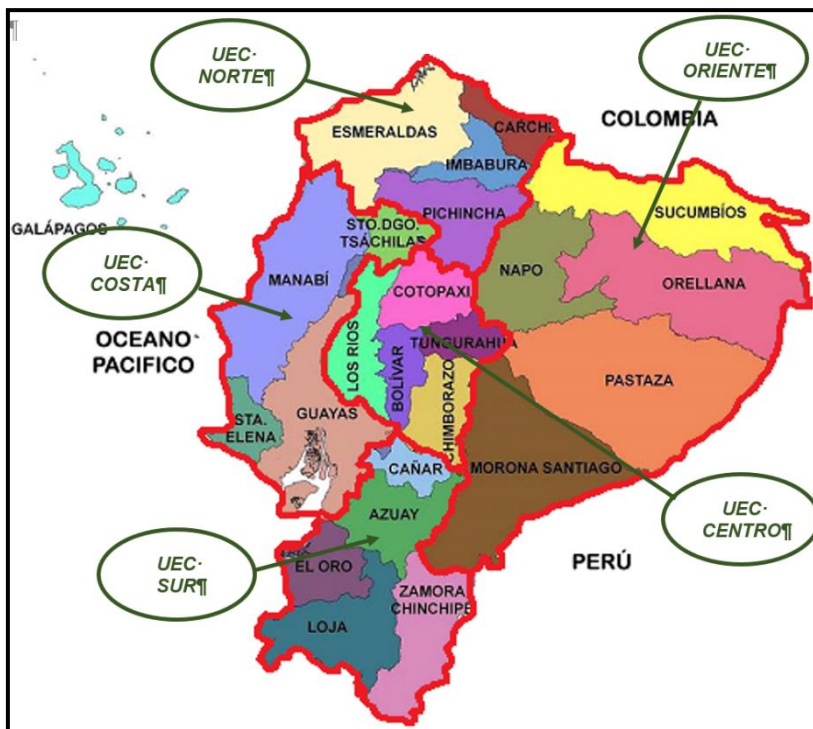 ¶
UEC·
NORTE¶
UEC·
ORIENTE¶
COLOMBIA
ESMERALDAS
CARCHI
IMBABURA
PICHINCHA
SUCUMBÍOS
GALÁPAGOS
STO.DGO.
TSÁCHILAS
UEC·
COSTA¶
MANABÍ
COTOPAXI
NAPO
ORELLANA
OCEANO
PACIFICO
LOS RIOS
TUNGURAHUA
BOLÍVAR
CHIMBORAZO
PASTAZA
STA.
ELENA
GUAYAS
CAÑAR
MORONA SANTIAGO
AZUAY
UEC·
CENTRO¶
UEC·
SUR¶
EL ORO
PERÚ
ZAMORA
CHINCHIPE
LOJA